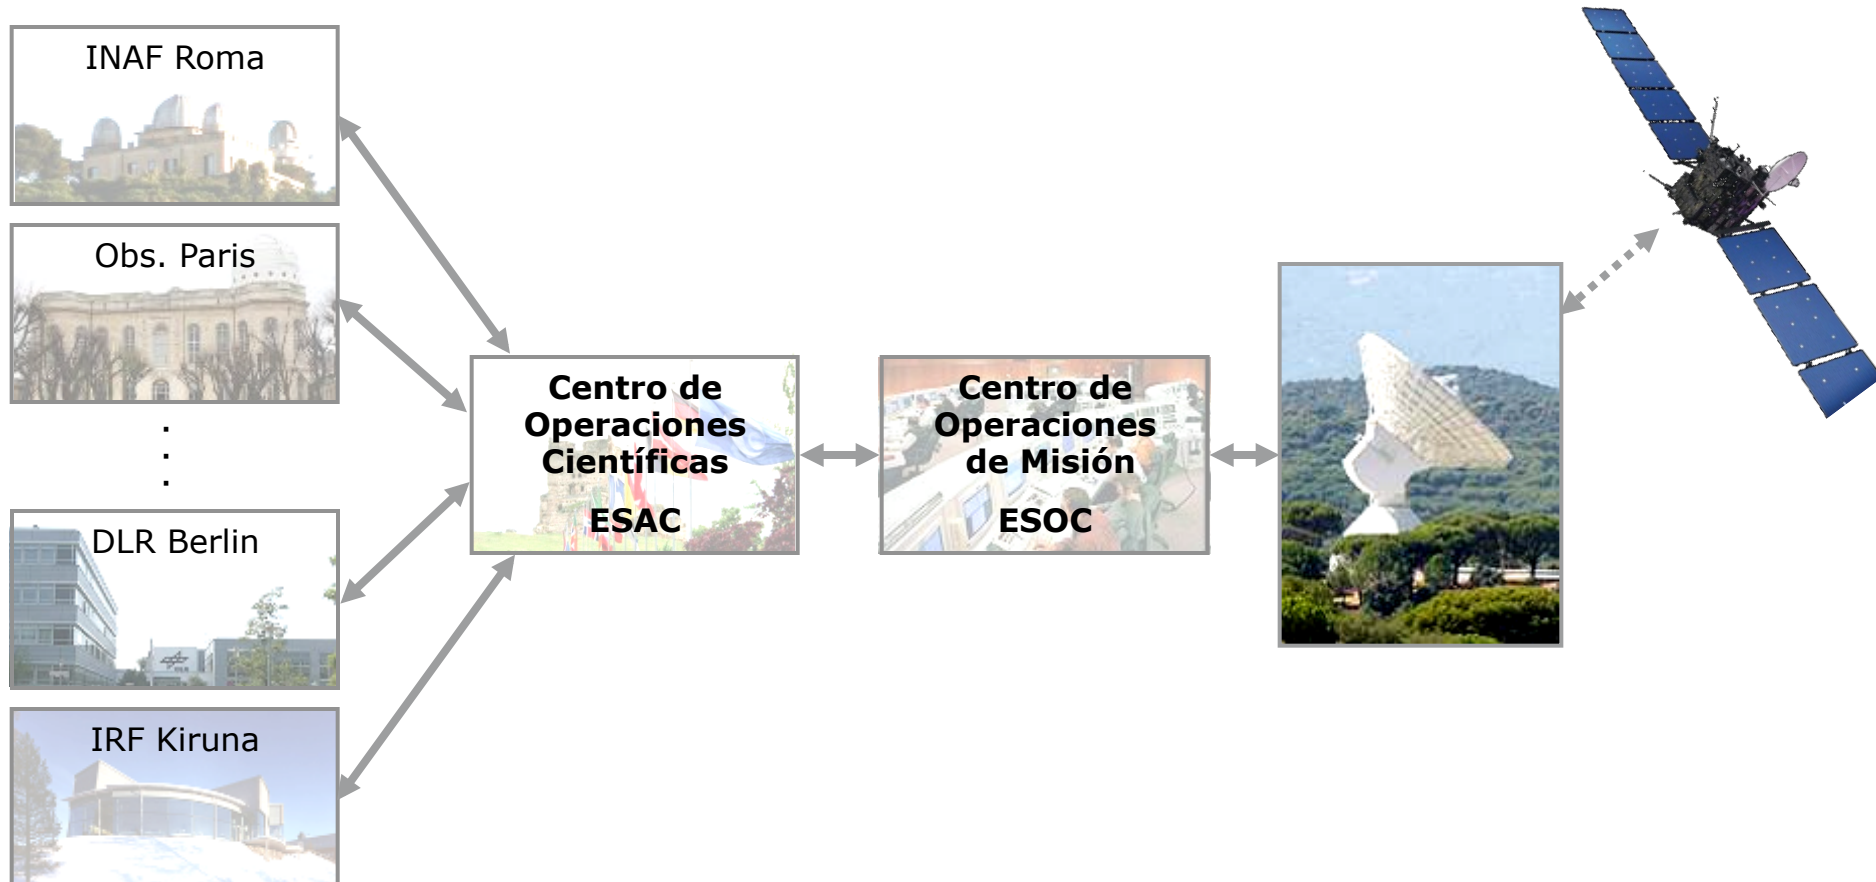 INAF Roma
Obs. Paris
.
.
.
DLR Berlin
IRF Kiruna
Centro de
Operaciones
Científicas
ESAC
Centro de
Operaciones
de Misión
ESOC